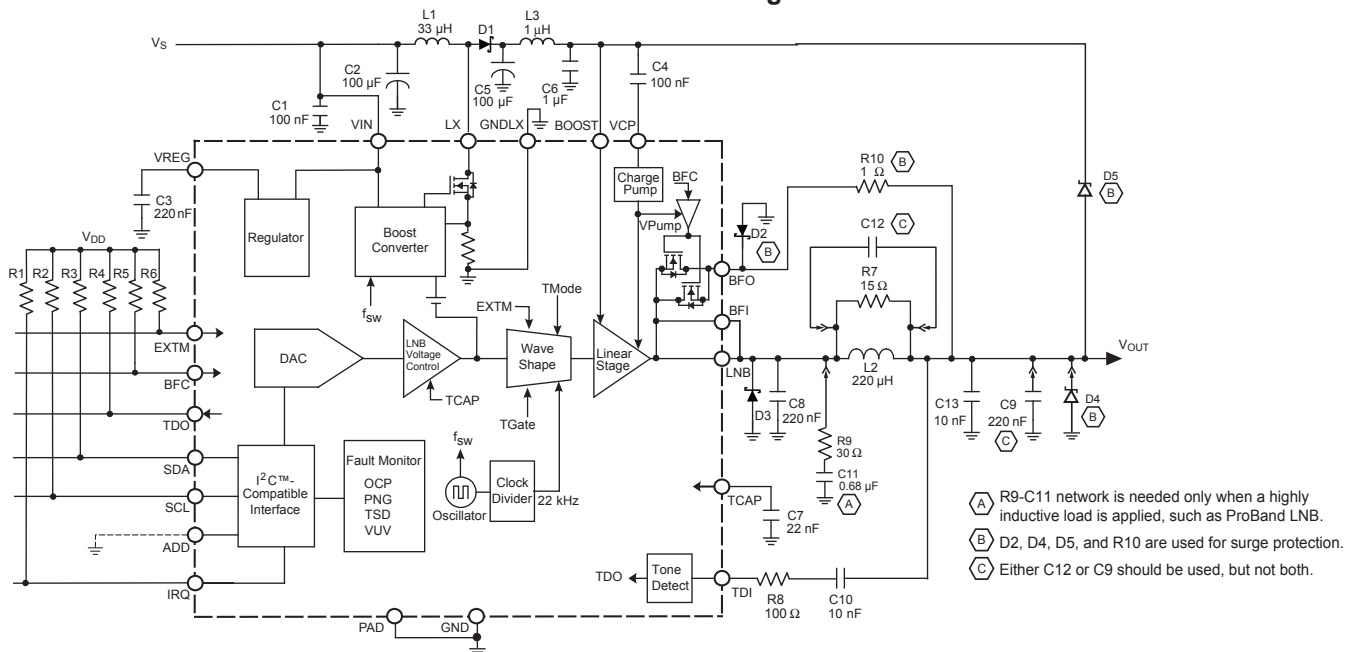 L1
33 µH
D1
L3
1 µH
VS
C2
100 µF
C5
100 µF
C6
1 µF
C4
100 nF
C1
100 nF
VIN
LX
GNDLX
BOOST
VCP
VREG
C3
220 nF
Regulator
Boost
Converter
Charge
Pump
BFC
VPump
D2
B
R10
1 Ω
B
D5
B
C12
C
R7
15 Ω
BFO
BFI
VDD
R1
R2
R3
R4
R5
R6
fsw
EXTM
TMode
EXTM
BFC
TDO
DAC
LNB
Voltage
Control
TCAP
Wave
Shape
TGate
Linear
Stage
LNB
L2
220 µH
VOUT
D3
C8
220 nF
C13
10 nF
C9
220 nF
C
D4
B
R9
30 Ω
C11
0.68 µF
A
SDA
SCL
ADD
IRQ
I2C™-
Compatible
Interface
Fault Monitor
OCP
PNG
TSD
VUV
fsw
Oscillator
Clock
Divider
22 kHz
TCAP
C7
22 nF
TDO
Tone
Detect
TDI
R8
100 Ω
C10
10 nF
PAD
GND
A R9-C11 network is needed only when a highly
inductive load is applied, such as ProBand LNB.
B D2, D4, D5, and R10 are used for surge protection.
C Either C12 or C9 should be used, but not both.